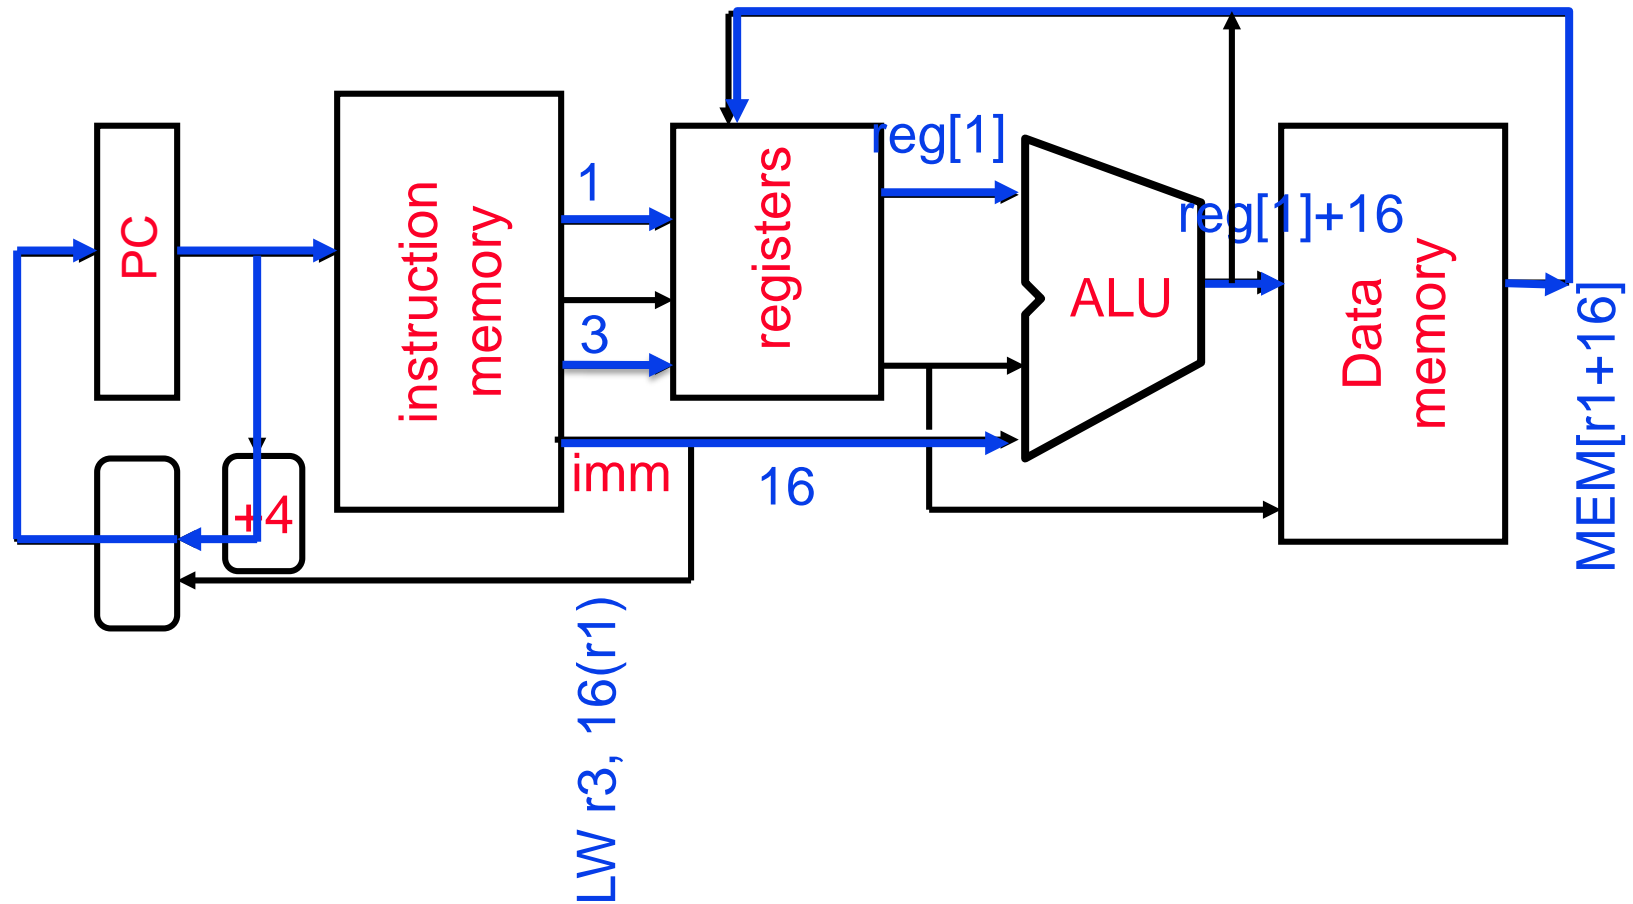 PC
+4
instruction
memory
1
3
imm
16
registers
reg[1]
ALU
reg[1]+16
Data
memory
MEM[r1+16]
LW r3, 16(r1)